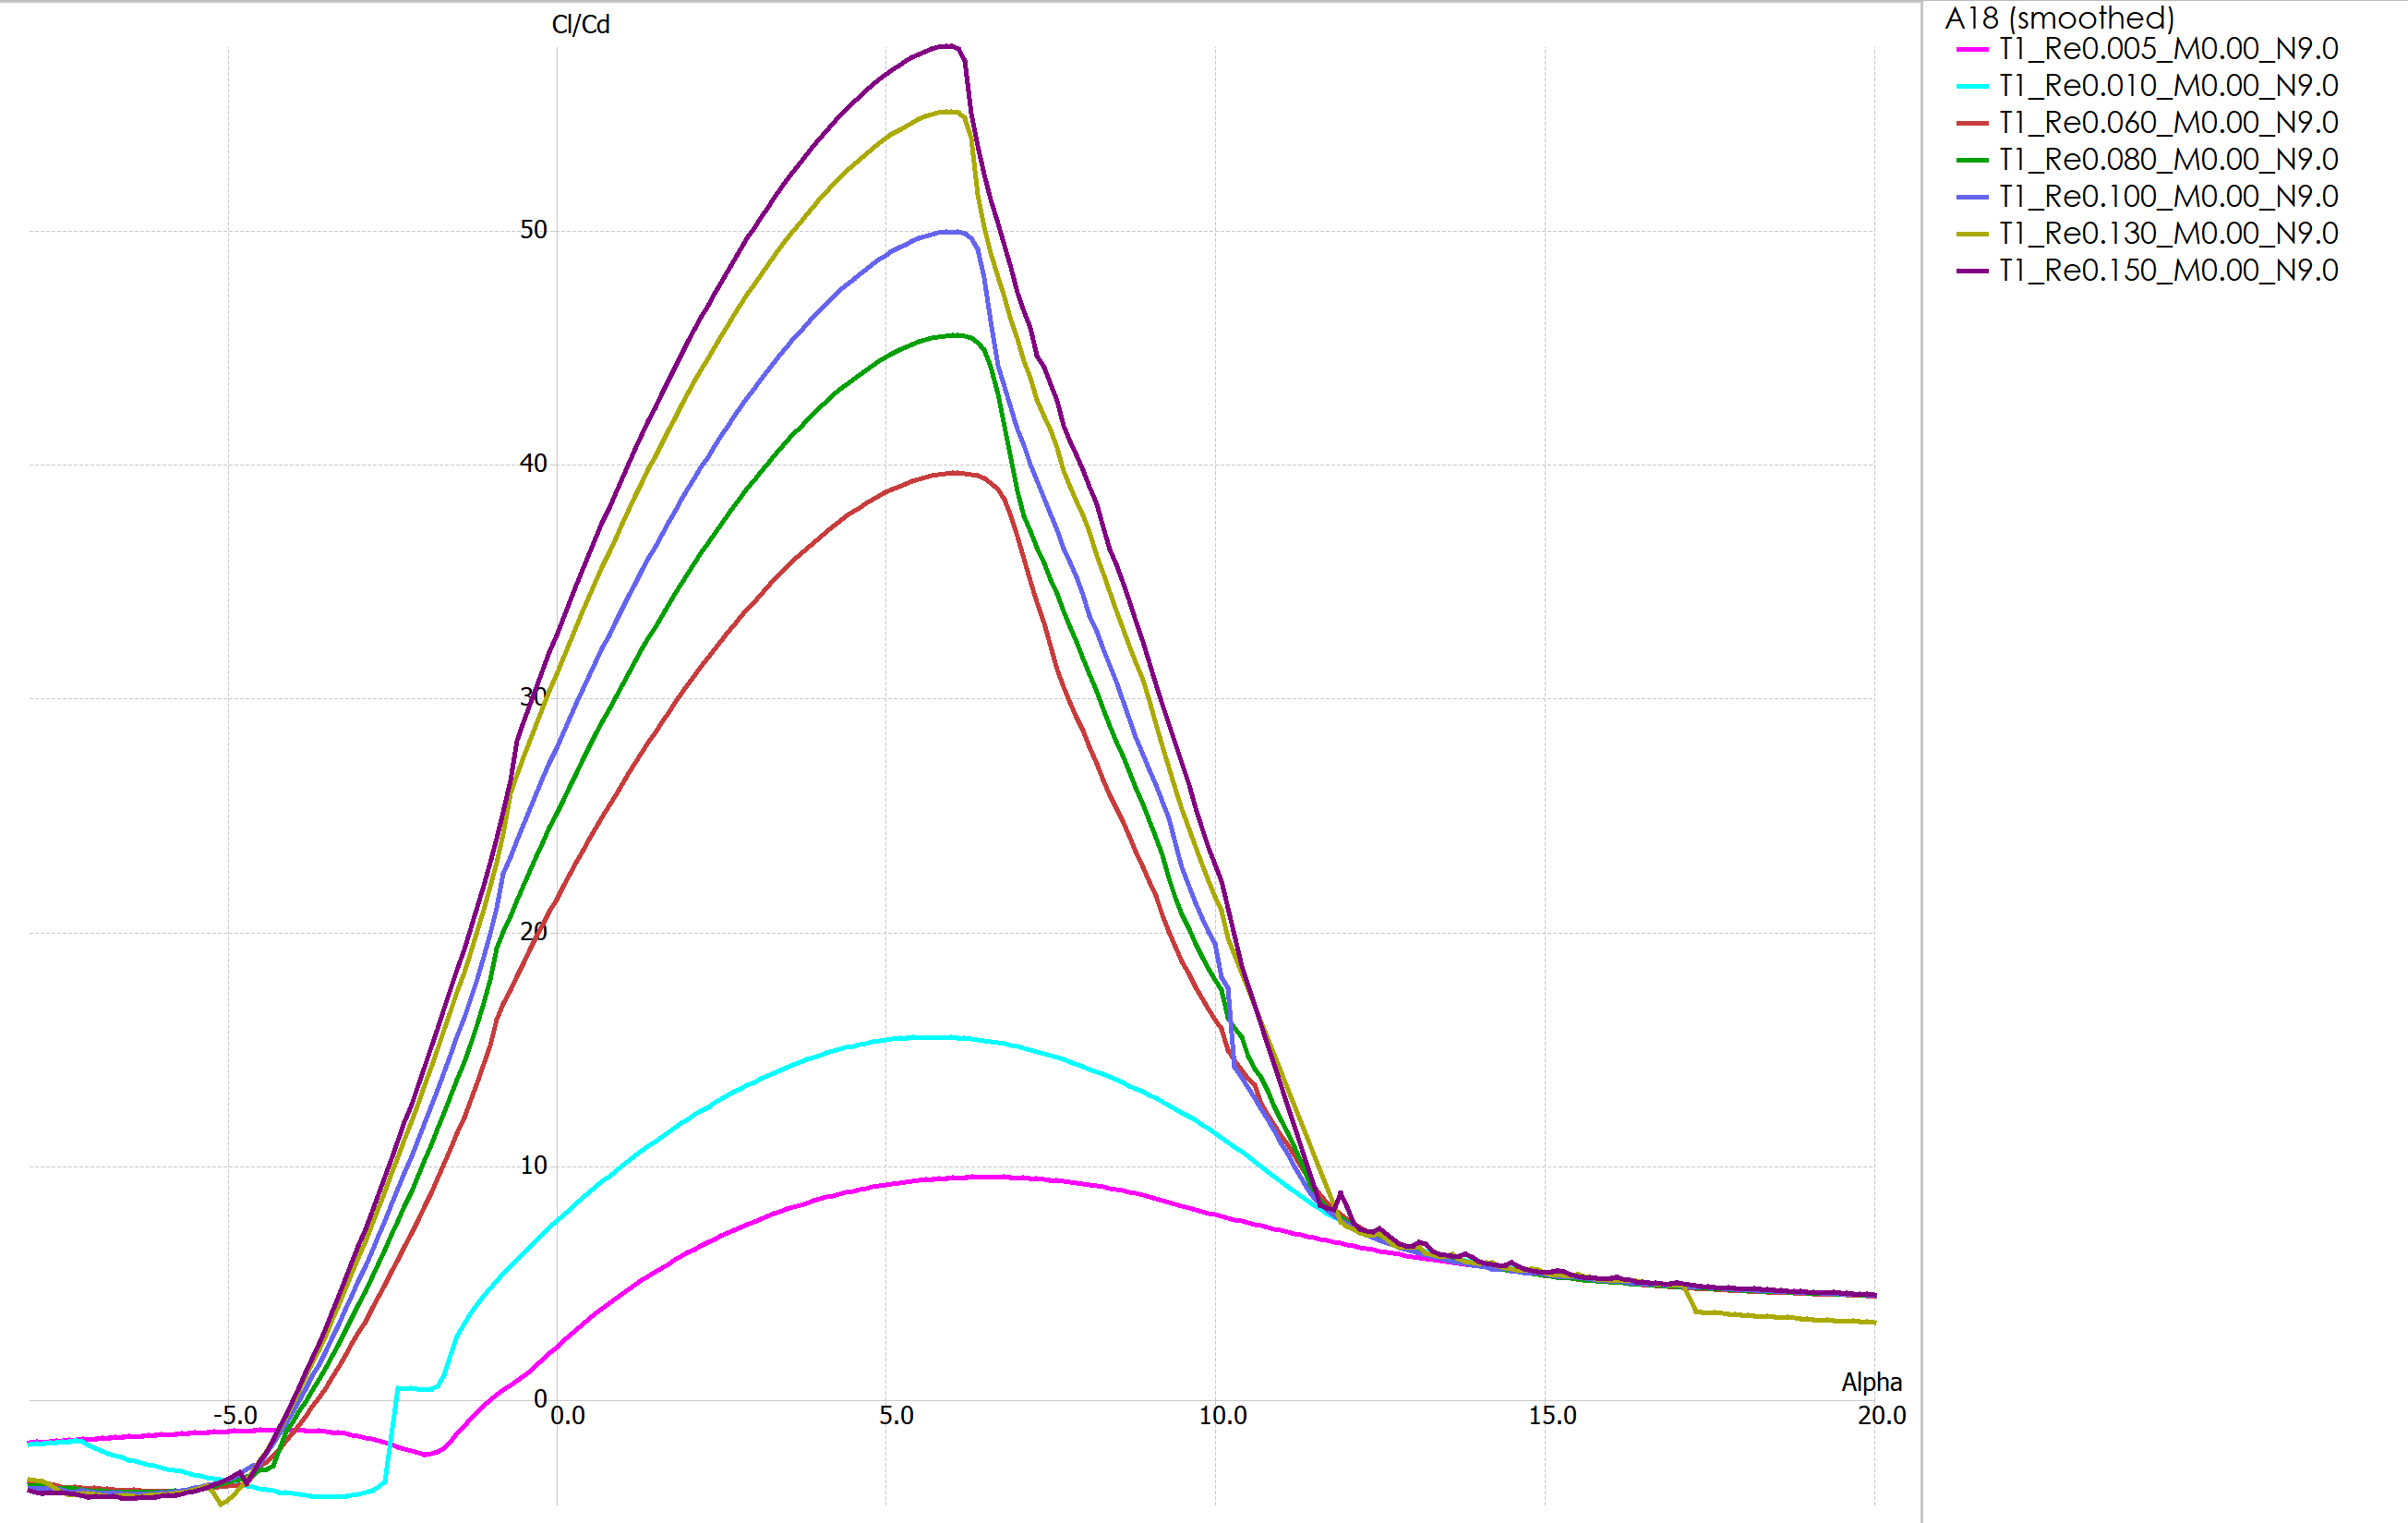 Cl/Cd
50
40
30
20
10
0
Alpha
-5.0 0.0 5.0 10.0 15.0 20.0
A18 (smoothed)
T1_Re0.005_M0.00_N9.0
T1_Re0.010_M0.00_N9.0
T1_Re0.060_M0.00_N9.0
T1_Re0.080_M0.00_N9.0
T1_Re0.100_M0.00_N9.0
T1_Re0.130_M0.00_N9.0
T1_Re0.150_M0.00_N9.0